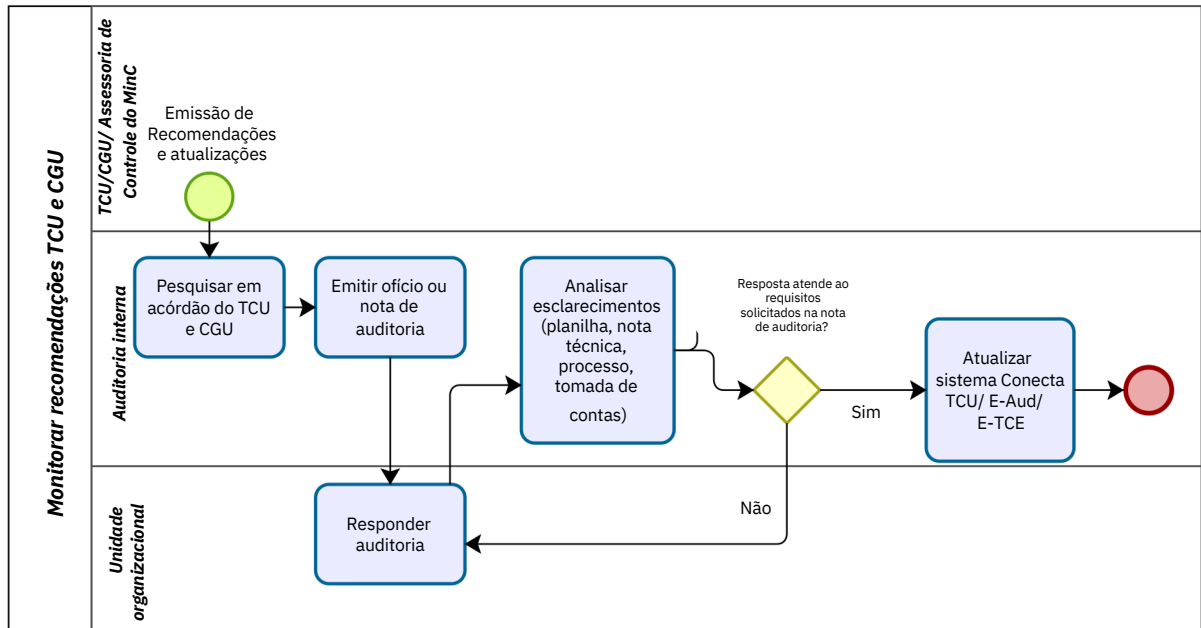 Monitorar recomendações TCU e CGU
TCU/CGU/ Assessoria de
Controle do MinC
Emissão de
Recomendações
e atualizações
Auditoria interna
Pesquisar em
acórdão do TCU
e CGU
Emitir ofício ou
nota de
auditoria
Analisar
esclarecimentos
(planilha, nota
técnica,
processo,
tomada de
contas)
Resposta atende ao
requisitos
solicitados na nota
de auditoria?
Sim
Atualizar
sistema Conecta
TCU/ E-Aud/
E-TCE
Não
Unidade
organizacional
Responder
auditoria